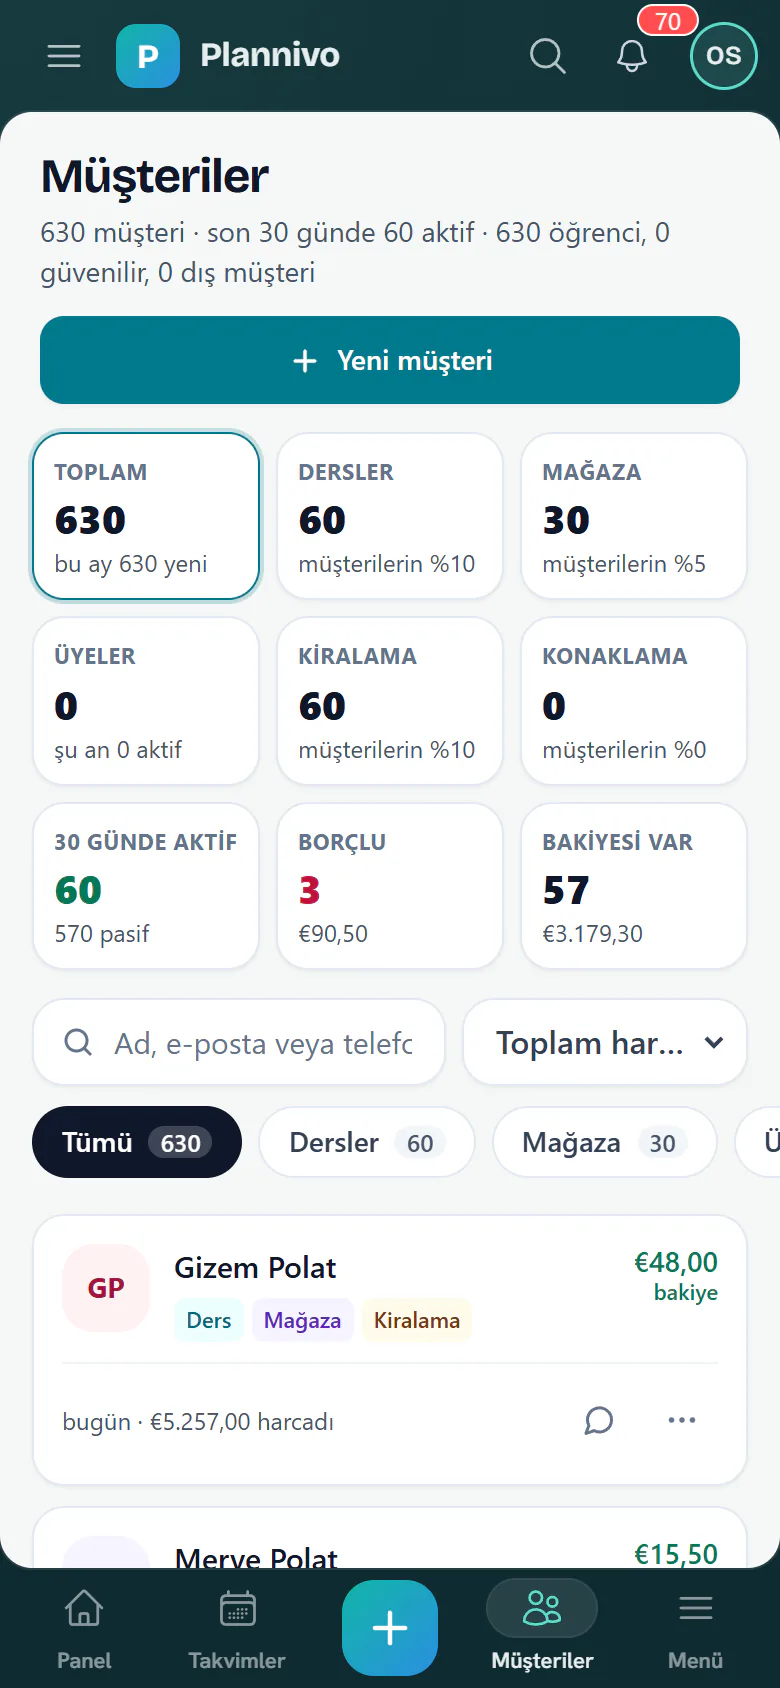 P Plannivo 70 OS
Müşteriler
630 müşteri · son 30 günde 60 aktif · 630 öğrenci, 0
güvenilir, 0 dış müşteri
+ Yeni müşteri
TOPLAM
630
bu ay 630 yeni
DERSLER
60
müşterilerin %10
MAĞAZA
30
müşterilerin %5
ÜYELER
0
şu an 0 aktif
KİRALAMA
60
müşterilerin %10
KONAKLAMA
0
müşterilerin %0
30 GÜNDE AKTİF
60
570 pasif
BORÇLU
3
€90,50
BAKİYESİ VAR
57
€3.179,30
Ad, e-posta veya telefo
Toplam har...
Tümü 630
Dersler 60
Mağaza 30
Ü
GP
Gizem Polat
Ders Mağaza Kiralama
€48,00
bakiye
bugün · €5.257,00 harcadı
Merve Polat
€15,50
Panel
Takvimler
Müşteriler
Menü